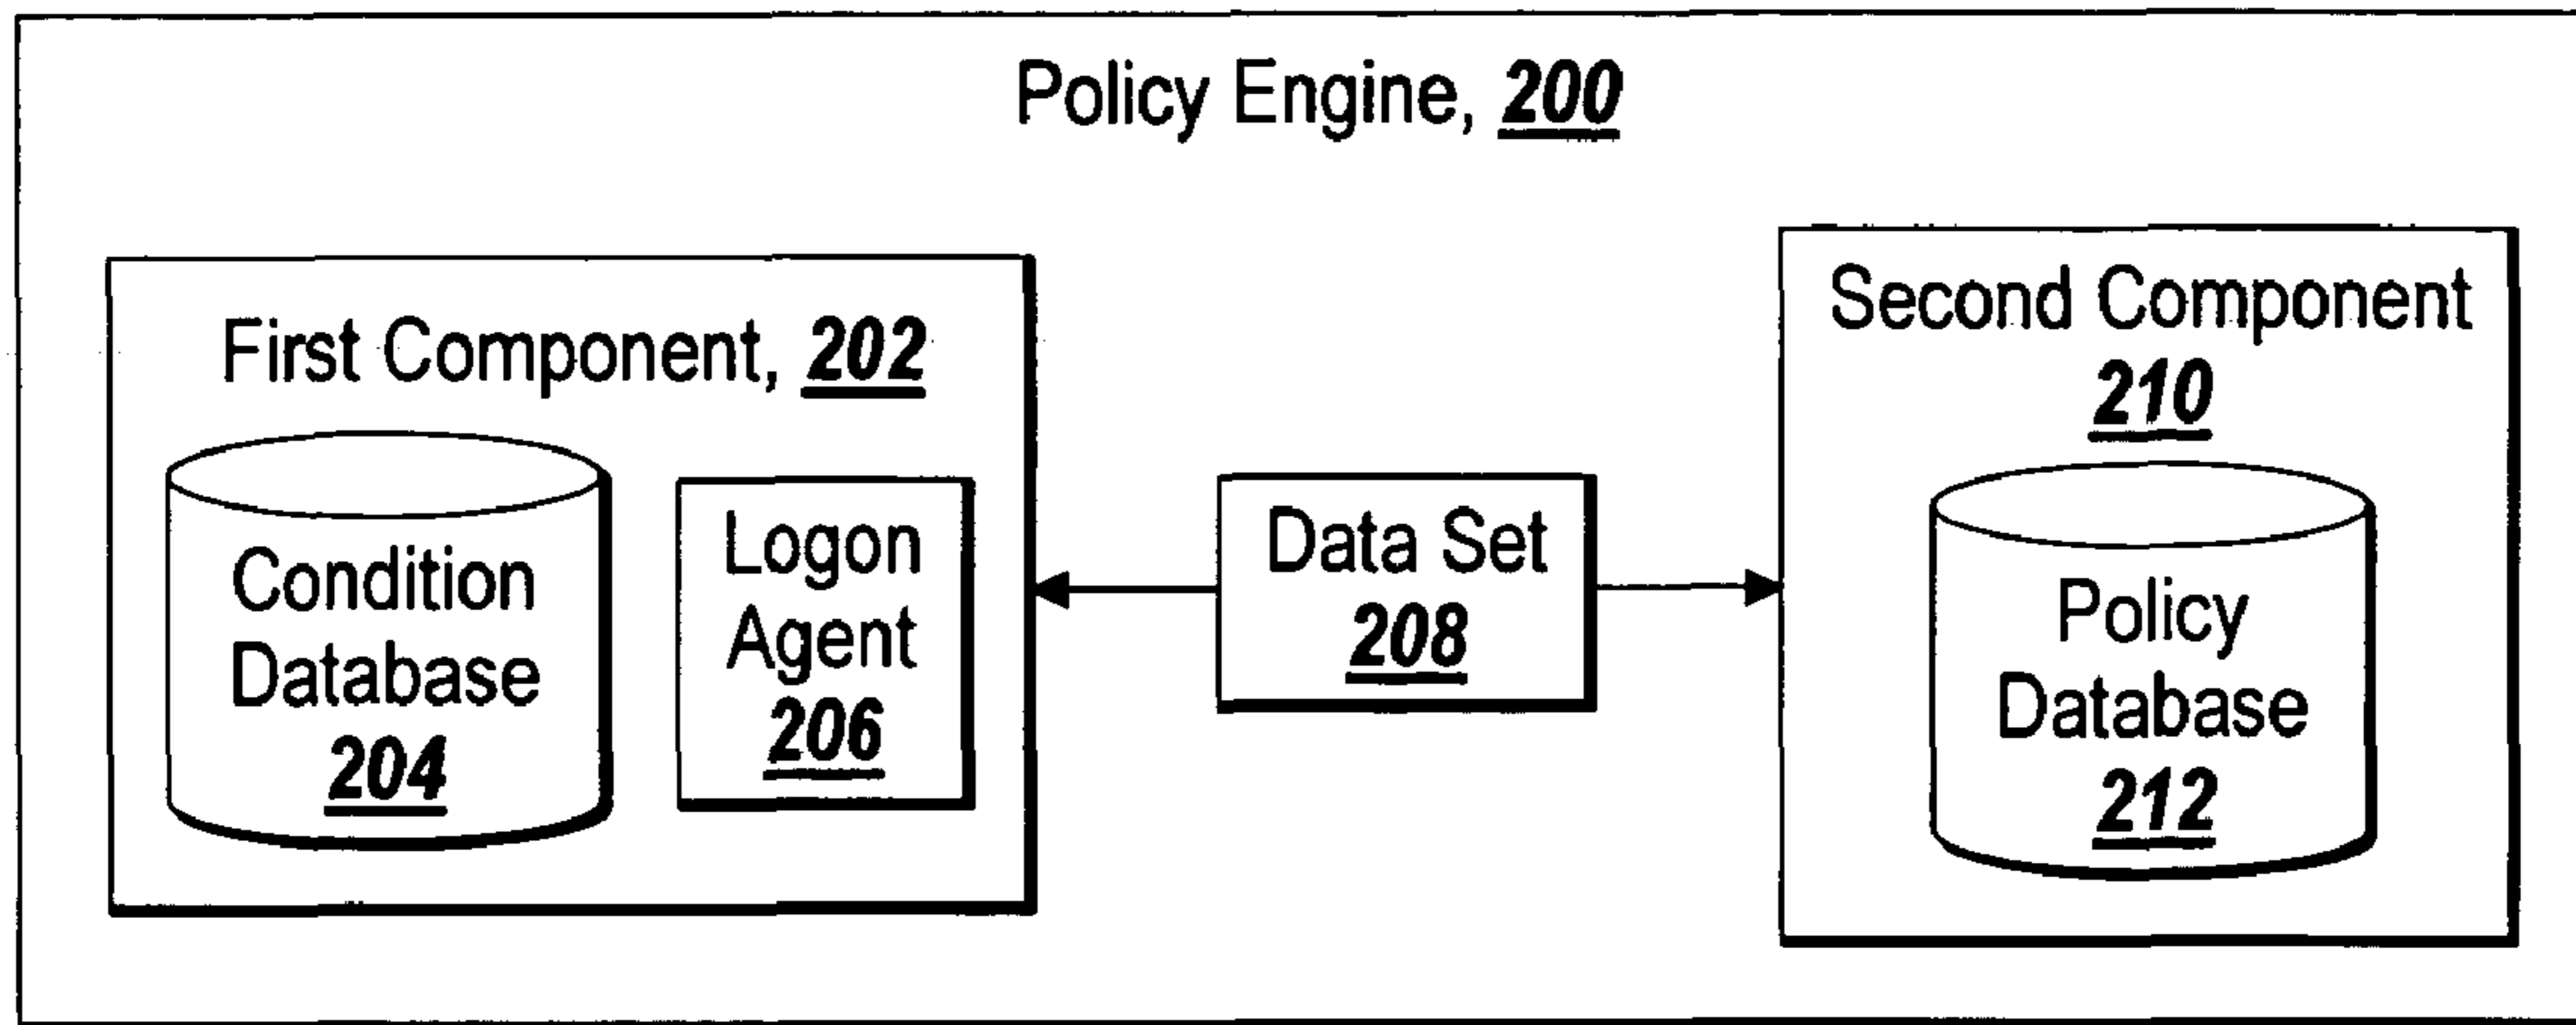 Policy Engine, 200
First Component, 202
Condition
Database
204
Logon
Agent
206
Data Set
208
Second Component
210
Policy
Database
212